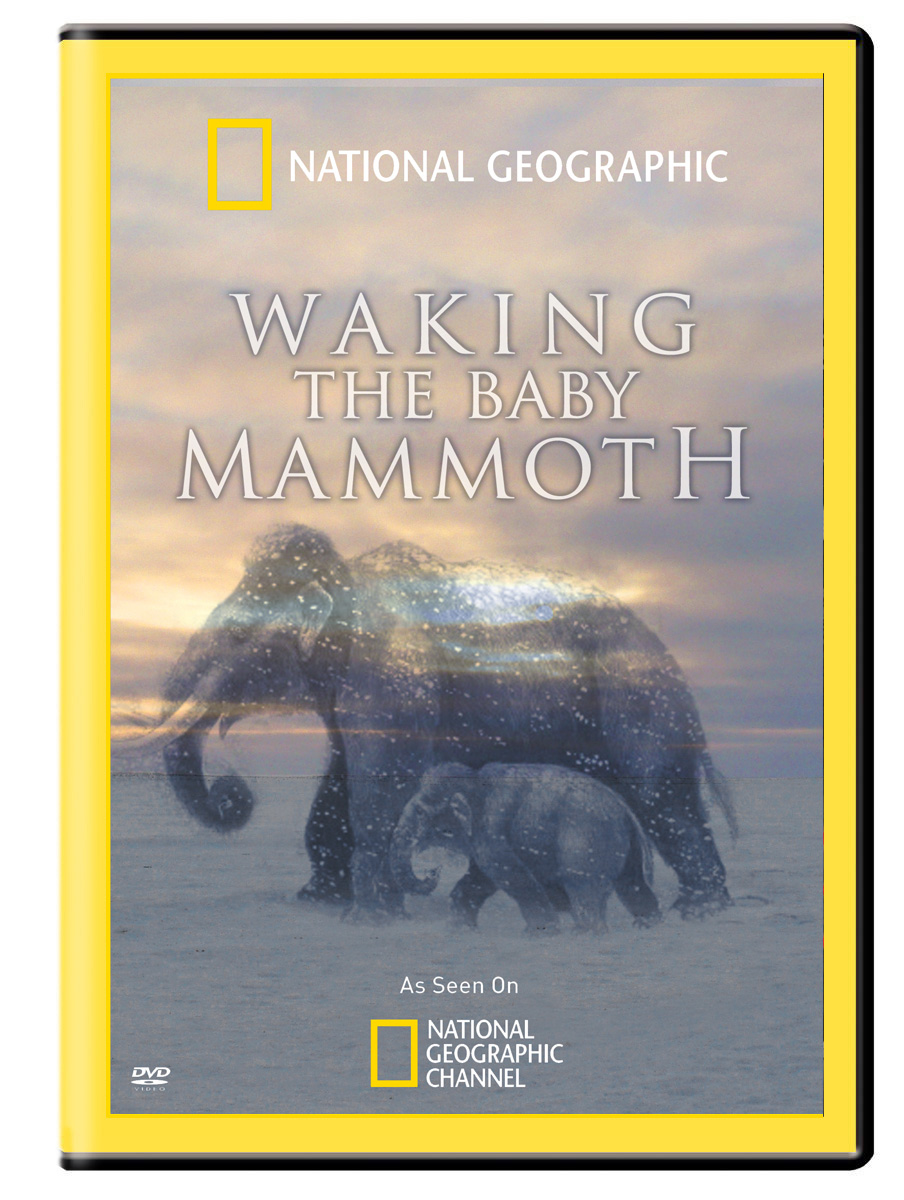 NATIONAL GEOGRAPHIC
WAKING
THE BABY
MAMMOTH
As Seen On
NATIONAL
GEOGRAPHIC
CHANNEL
DVD
VIDEO